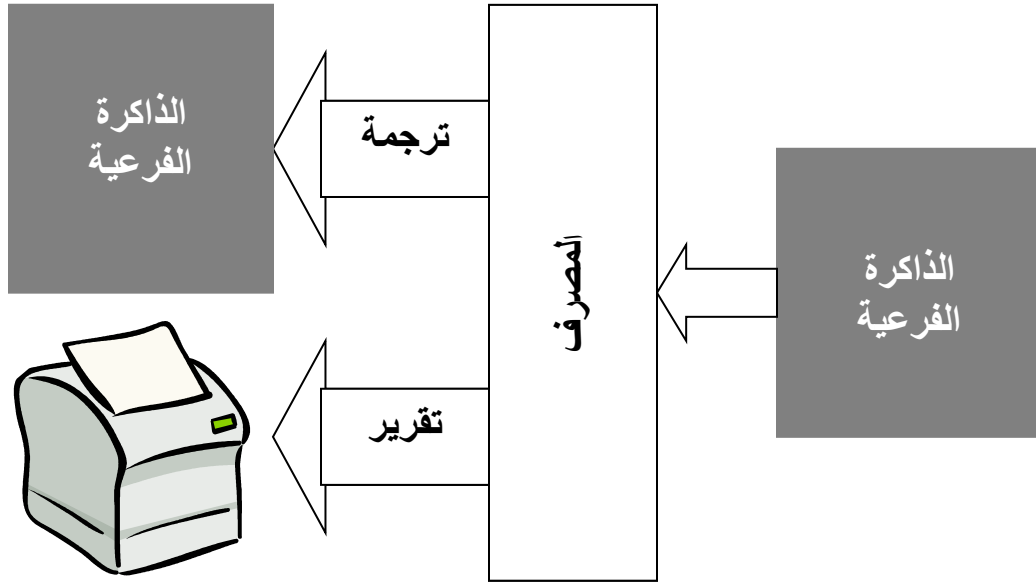 الذاكرة
الفرعية
المصرف
ترجمة
تقرير
الذاكرة
الفرعية